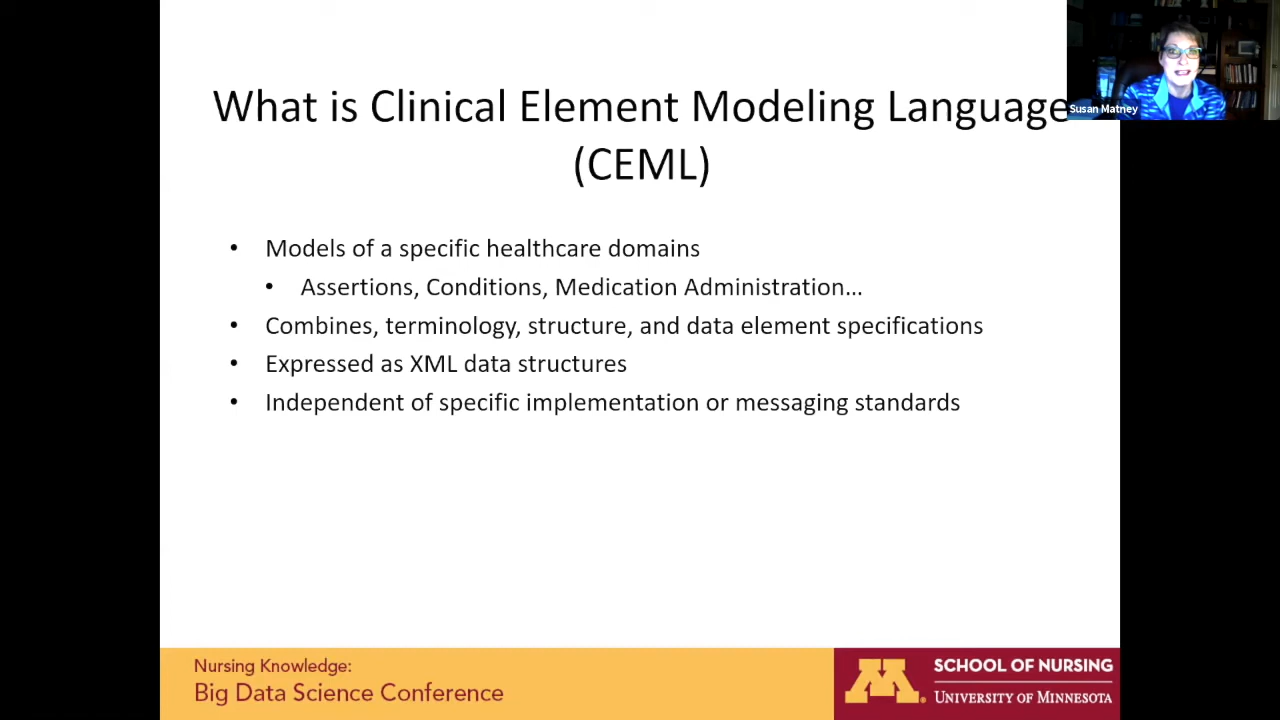 What is Clinical Element Modeling Language
(CEML)
Susan Matney
• Models of a specific healthcare domains
• Assertions, Conditions, Medication Administration…
• Combines, terminology, structure, and data element specifications
• Expressed as XML data structures
• Independent of specific implementation or messaging standards
Nursing Knowledge:
Big Data Science Conference
M®
SCHOOL OF NURSING
UNIVERSITY OF MINNESOTA